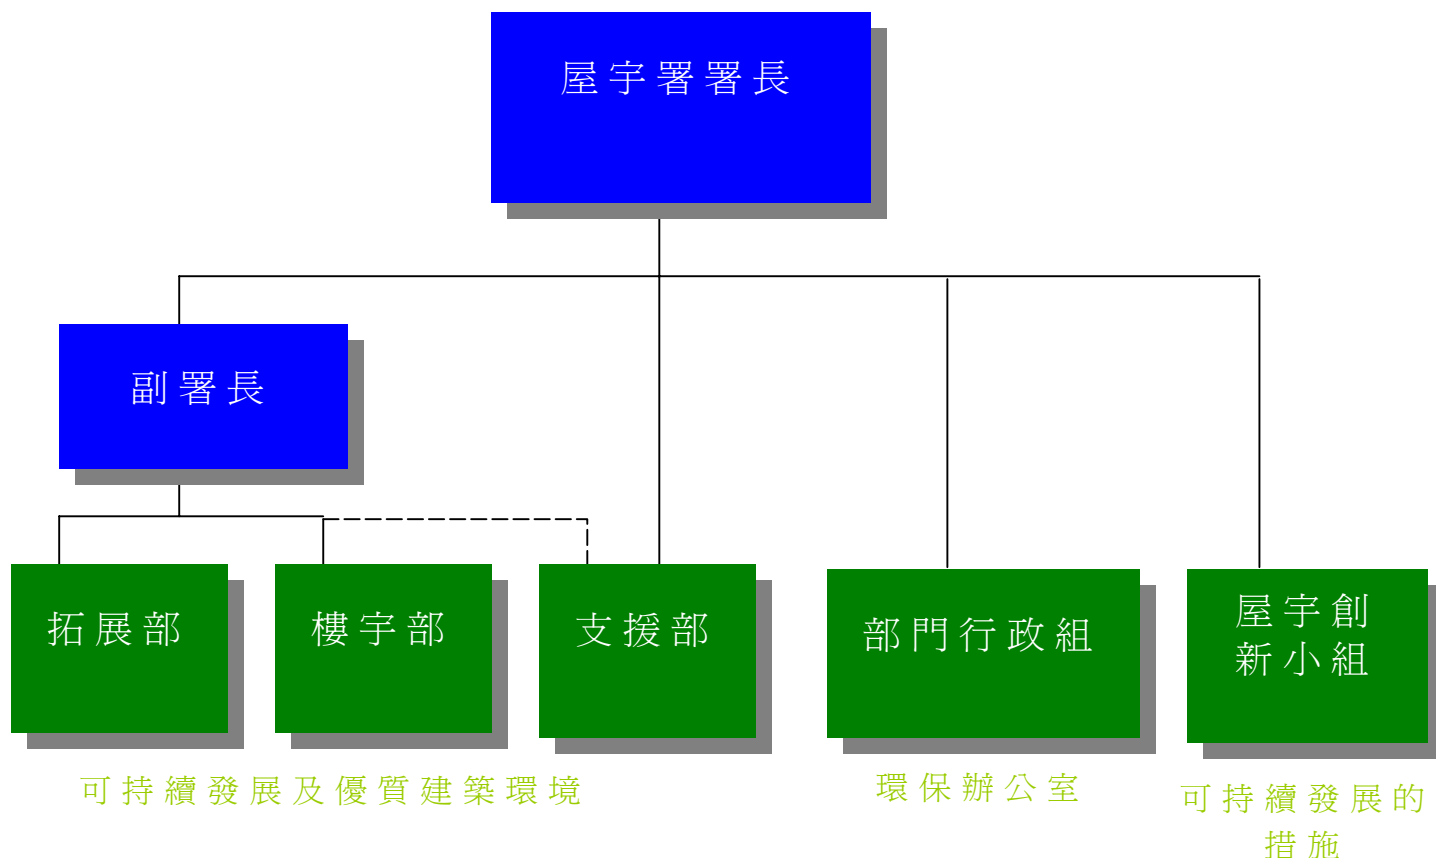 屋宇署署長
副署長
拓展部
樓宇部
支援部
部門行政組
屋宇創
新小組
可持續發展及優質建築環境
環保辦公室
可持續發展的
措施